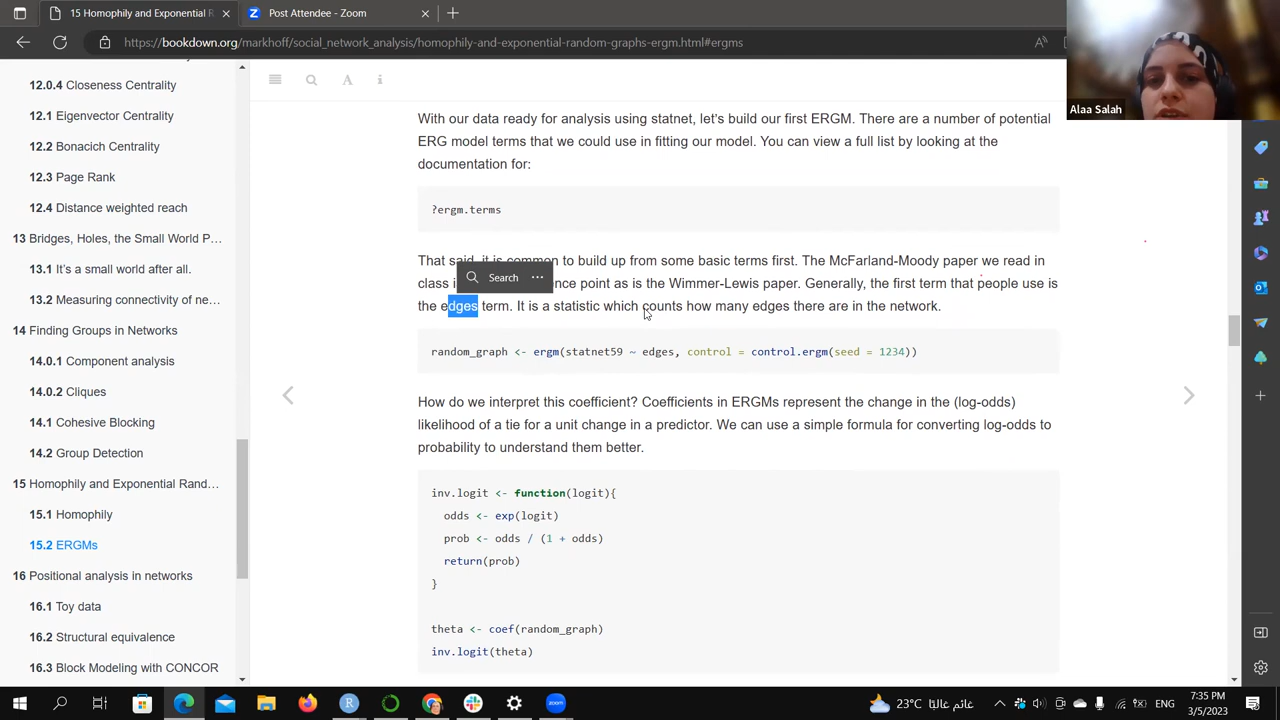 15 Homophily and Exponential R
Post Attendee - Zoom
https://bookdown.org/markhoff/social_network_analysis/homophily-and-exponential-random-graphs-ergm.html#ergms
Alaa Salah
12.0.4 Closeness Centrality
12.1 Eigenvector Centrality
12.2 Bonacich Centrality
12.3 Page Rank
12.4 Distance weighted reach
13 Bridges, Holes, the Small World P…
13.1 It's a small world after all.
13.2 Measuring connectivity of ne…
14 Finding Groups in Networks
14.0.1 Component analysis
14.0.2 Cliques
14.1 Cohesive Blocking
14.2 Group Detection
15 Homophily and Exponential Rand…
15.1 Homophily
15.2 ERGMs
16 Positional analysis in networks
16.1 Toy data
16.2 Structural equivalence
16.3 Block Modeling with CONCOR
With our data ready for analysis using statnet, let's build our first ERGM. There are a number of potential
ERG model terms that we could use in fitting our model. You can view a full list by looking at the
documentation for:
?ergm.terms
That said, it is common to build up from some basic terms first. The McFarland-Moody paper we read in
class i
Search
nce point as is the Wimmer-Lewis paper. Generally, the first term that people use is
the edges term. It is a statistic which counts how many edges there are in the network.
random_graph <- ergm(statnet59 ~ edges, control = control.ergm(seed = 1234))
How do we interpret this coefficient? Coefficients in ERGMs represent the change in the (log-odds)
likelihood of a tie for a unit change in a predictor. We can use a simple formula for converting log-odds to
probability to understand them better.
inv.logit <- function(logit){
odds <- exp(logit)
prob <- odds / (1 + odds)
return(prob)
}
theta <- coef(random_graph)
inv.logit(theta)
23°C غائم غالبًا
ENG
7:35 PM
3/5/2023